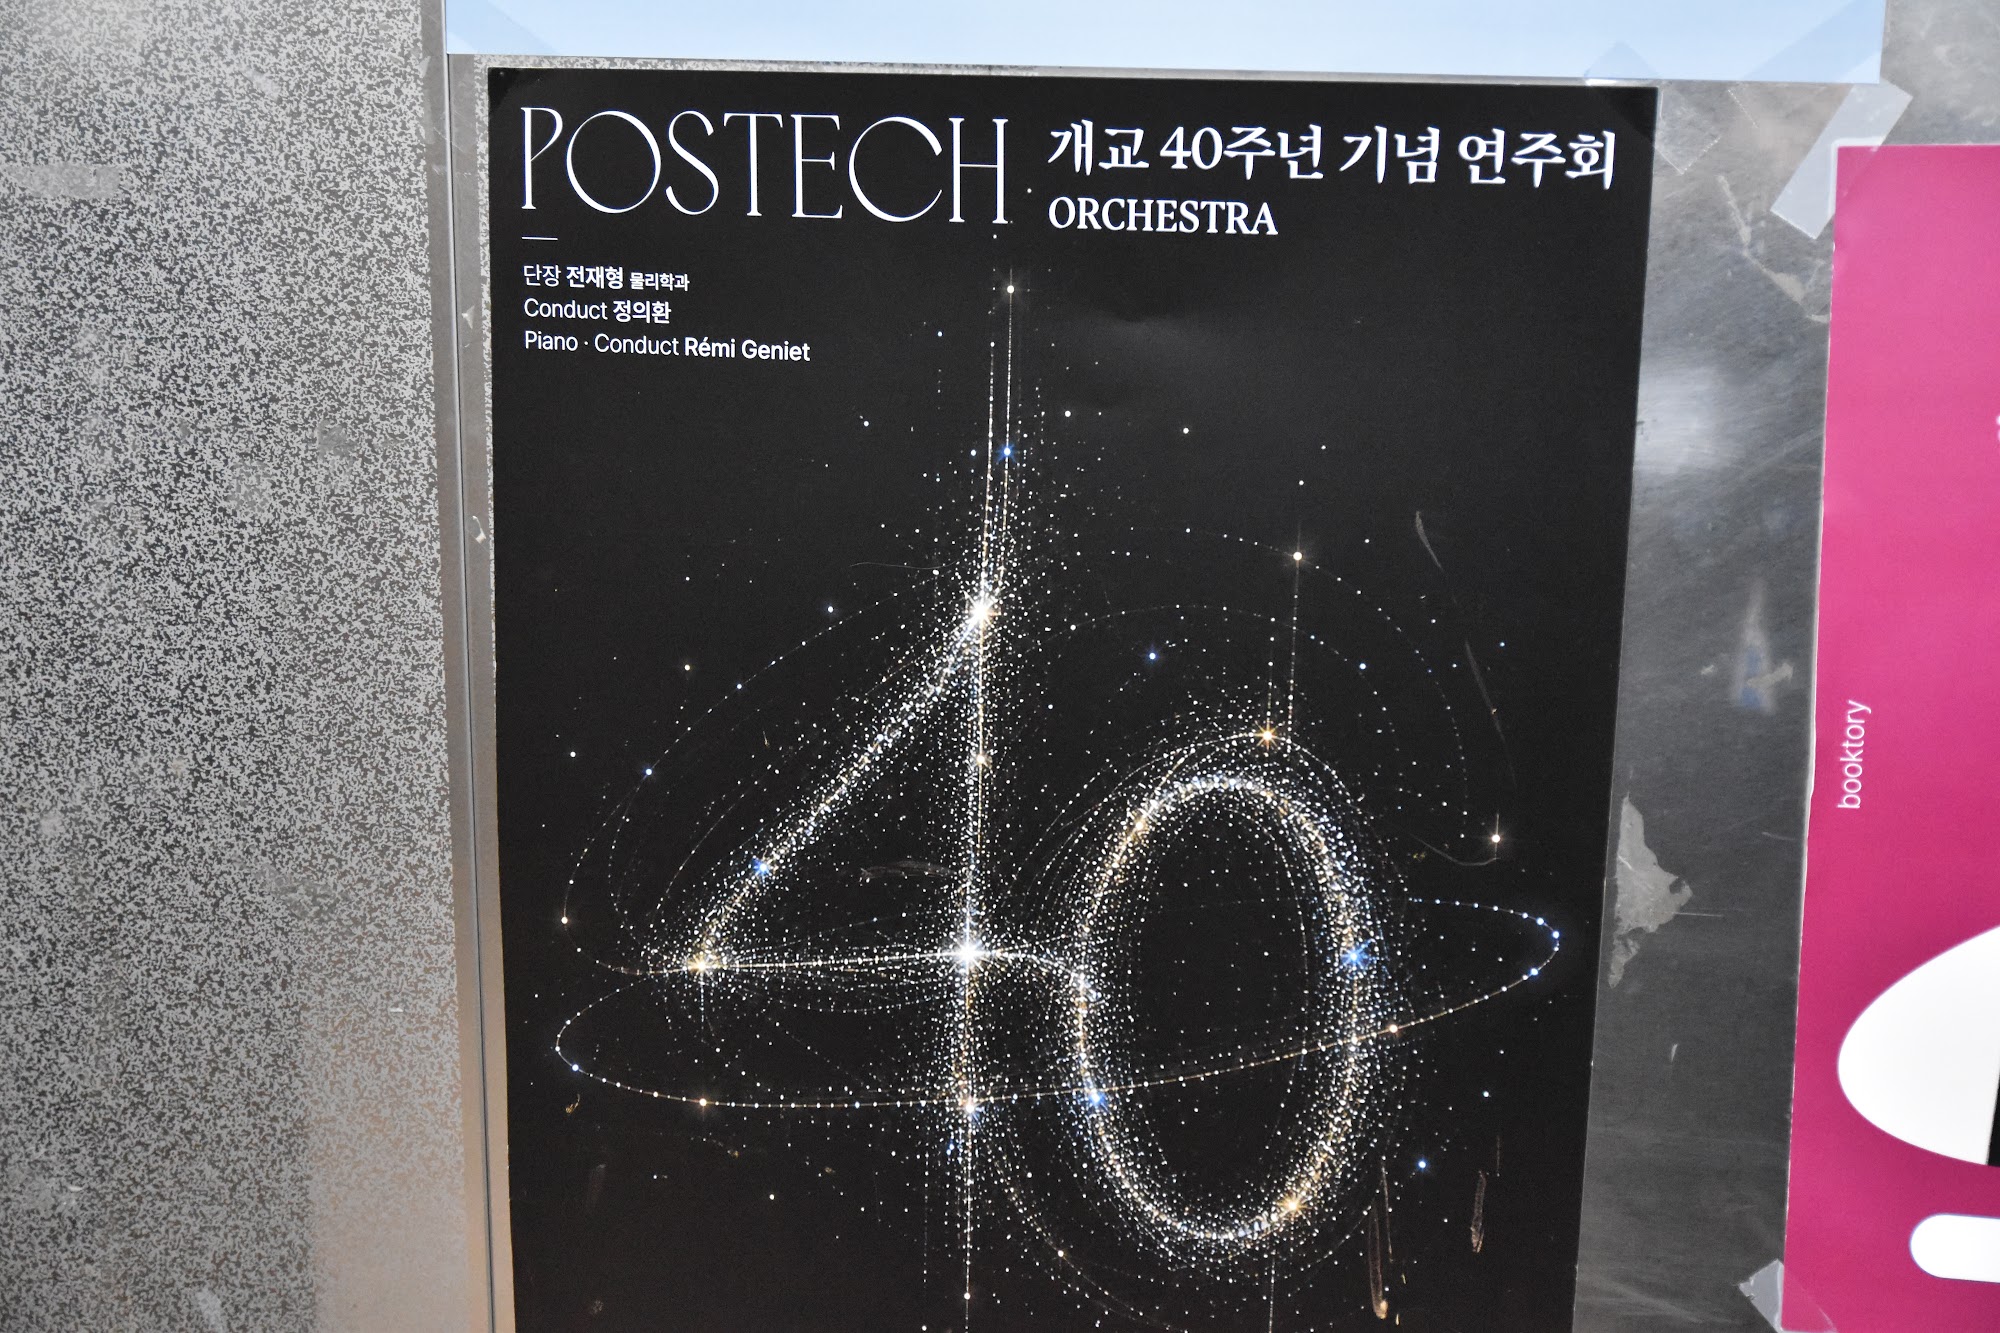 POSTECH
개교 40주년 기념 연주회
ORCHESTRA
단장 전재형 물리학과
Conduct 정의환
Piano · Conduct Rémi Geniet
40
booktory